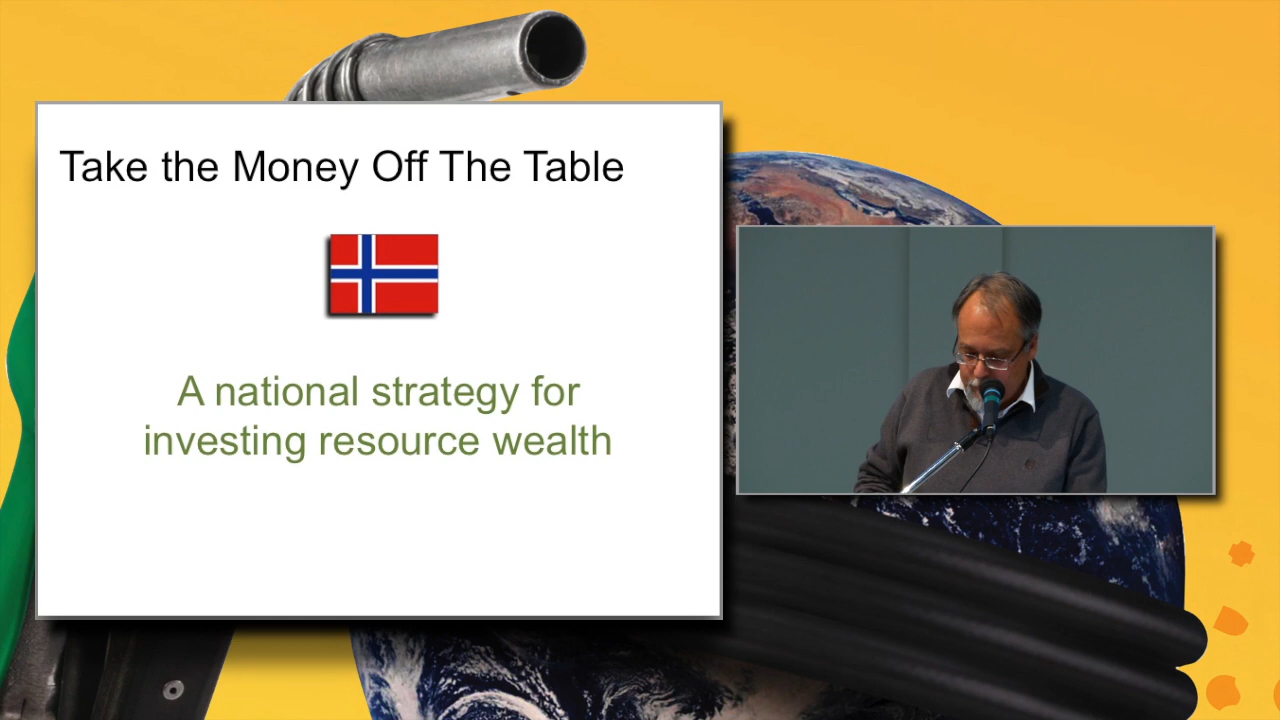 Take the Money Off The Table
A national strategy for
investing resource wealth